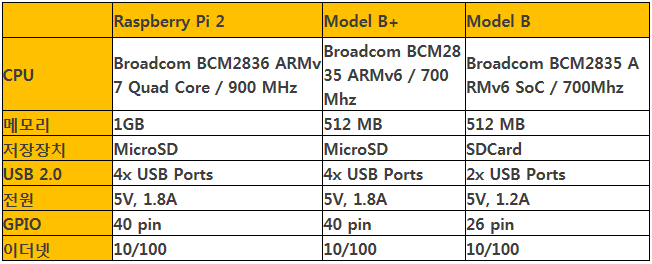 Raspberry Pi 2 Model B+ Model B
CPU Broadcom BCM2836 ARMv7 Quad Core / 900 MHz Broadcom BCM2835 ARMv6 / 700 Mhz Broadcom BCM2835 ARMv6 SoC / 700Mhz
메모리 1GB 512 MB 512 MB
저장장치 MicroSD MicroSD SDCard
USB 2.0 4x USB Ports 4x USB Ports 2x USB Ports
전원 5V, 1.8A 5V, 1.8A 5V, 1.2A
GPIO 40 pin 40 pin 26 pin
이더넷 10/100 10/100 10/100